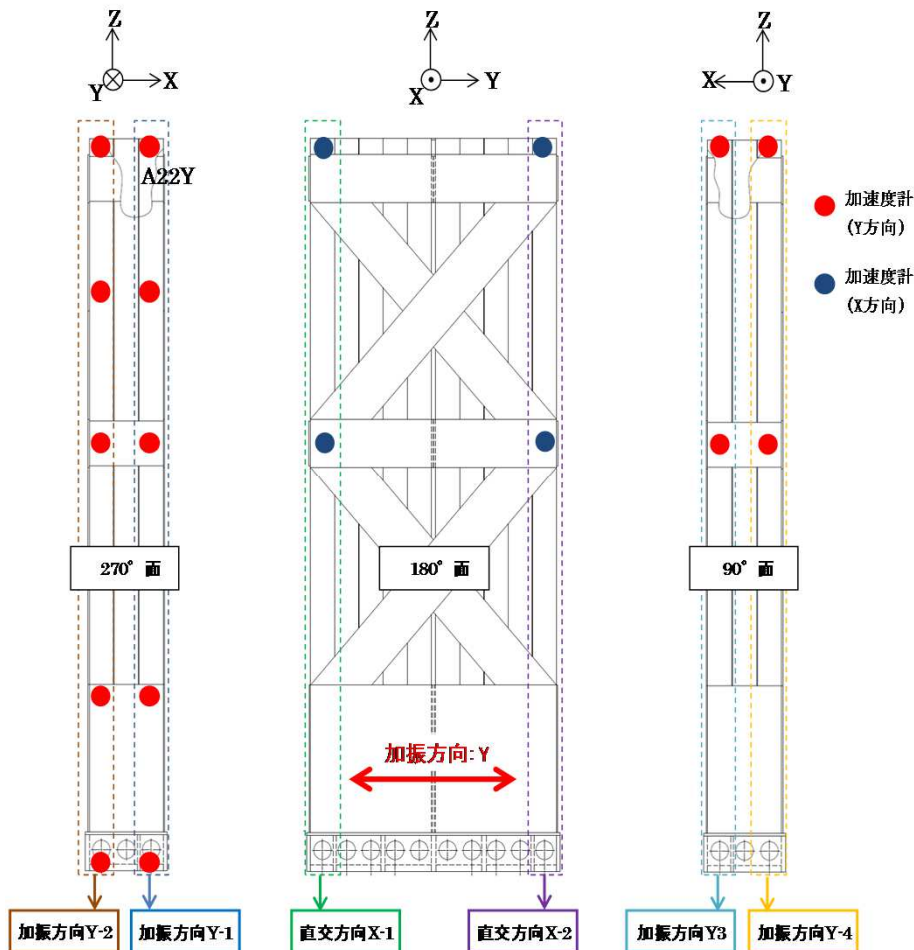 Z
Z
Z
Y
X
X
Y
X
Y
A22Y
加速度計
(Y方向)
加速度計
(X方向)
270° 面
180° 面
90° 面
加振方向:Y
加振方向Y-2
加振方向Y-1
直交方向X-1
直交方向X-2
加振方向Y3
加振方向Y-4